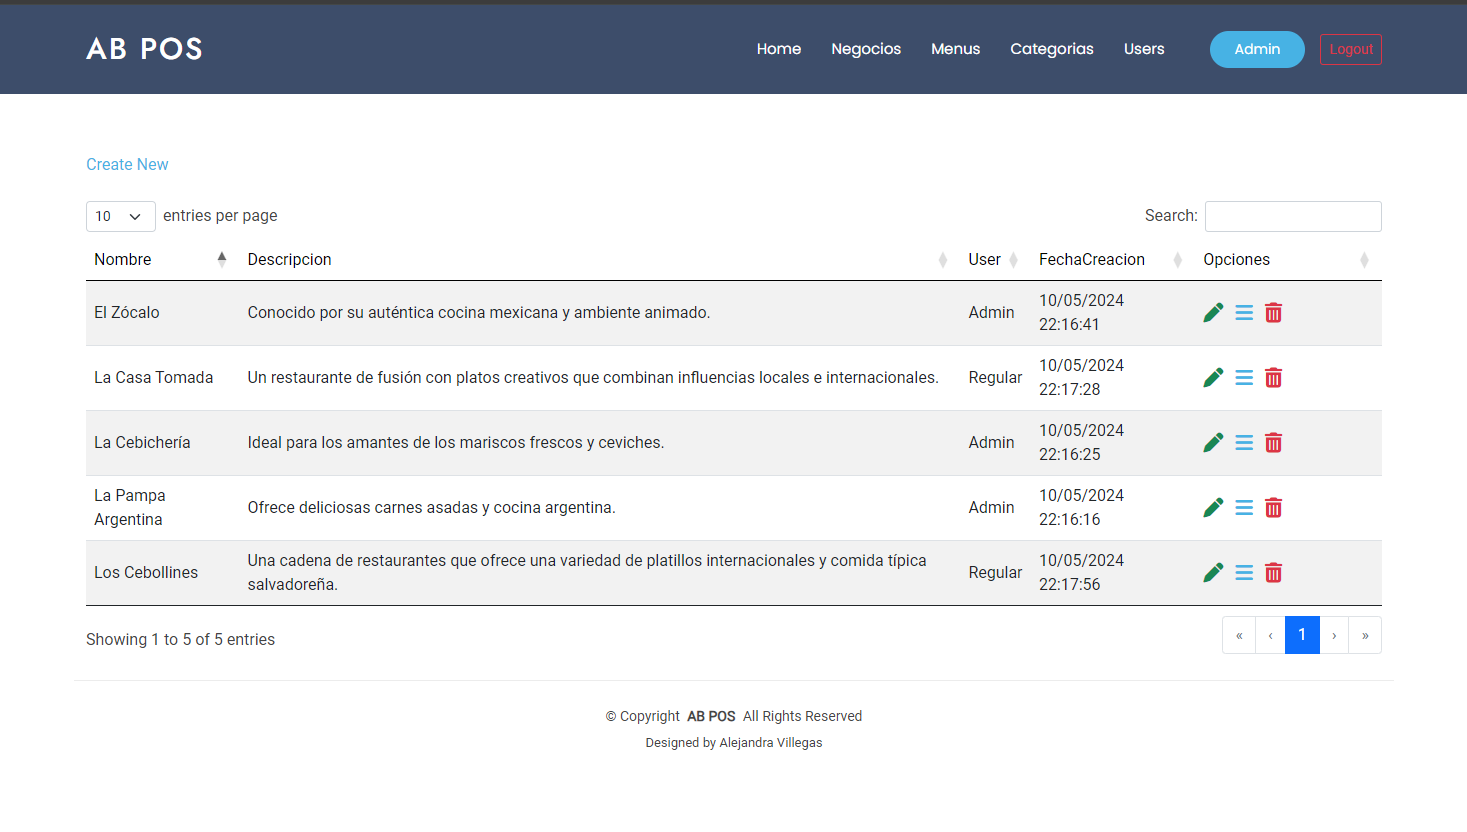 AB POS
Home Negocios Menus Categorias Users Admin Logout
Create New
10 entries per page Search:
Nombre Descripcion User FechaCreacion Opciones
El Zócalo Conocido por su auténtica cocina mexicana y ambiente animado. Admin 10/05/2024
22:16:41
La Casa Tomada Un restaurante de fusión con platos creativos que combinan influencias locales e internacionales. Regular 10/05/2024
22:17:28
La Cebichería Ideal para los amantes de los mariscos frescos y ceviches. Admin 10/05/2024
22:16:25
La Pampa
Argentina Ofrece deliciosas carnes asadas y cocina argentina. Admin 10/05/2024
22:16:16
Los Cebollines Una cadena de restaurantes que ofrece una variedad de platillos internacionales y comida típica
salvadoreña. Regular 10/05/2024
22:17:56
Showing 1 to 5 of 5 entries
« ‹ 1 › »
© Copyright AB POS All Rights Reserved
Designed by Alejandra Villegas